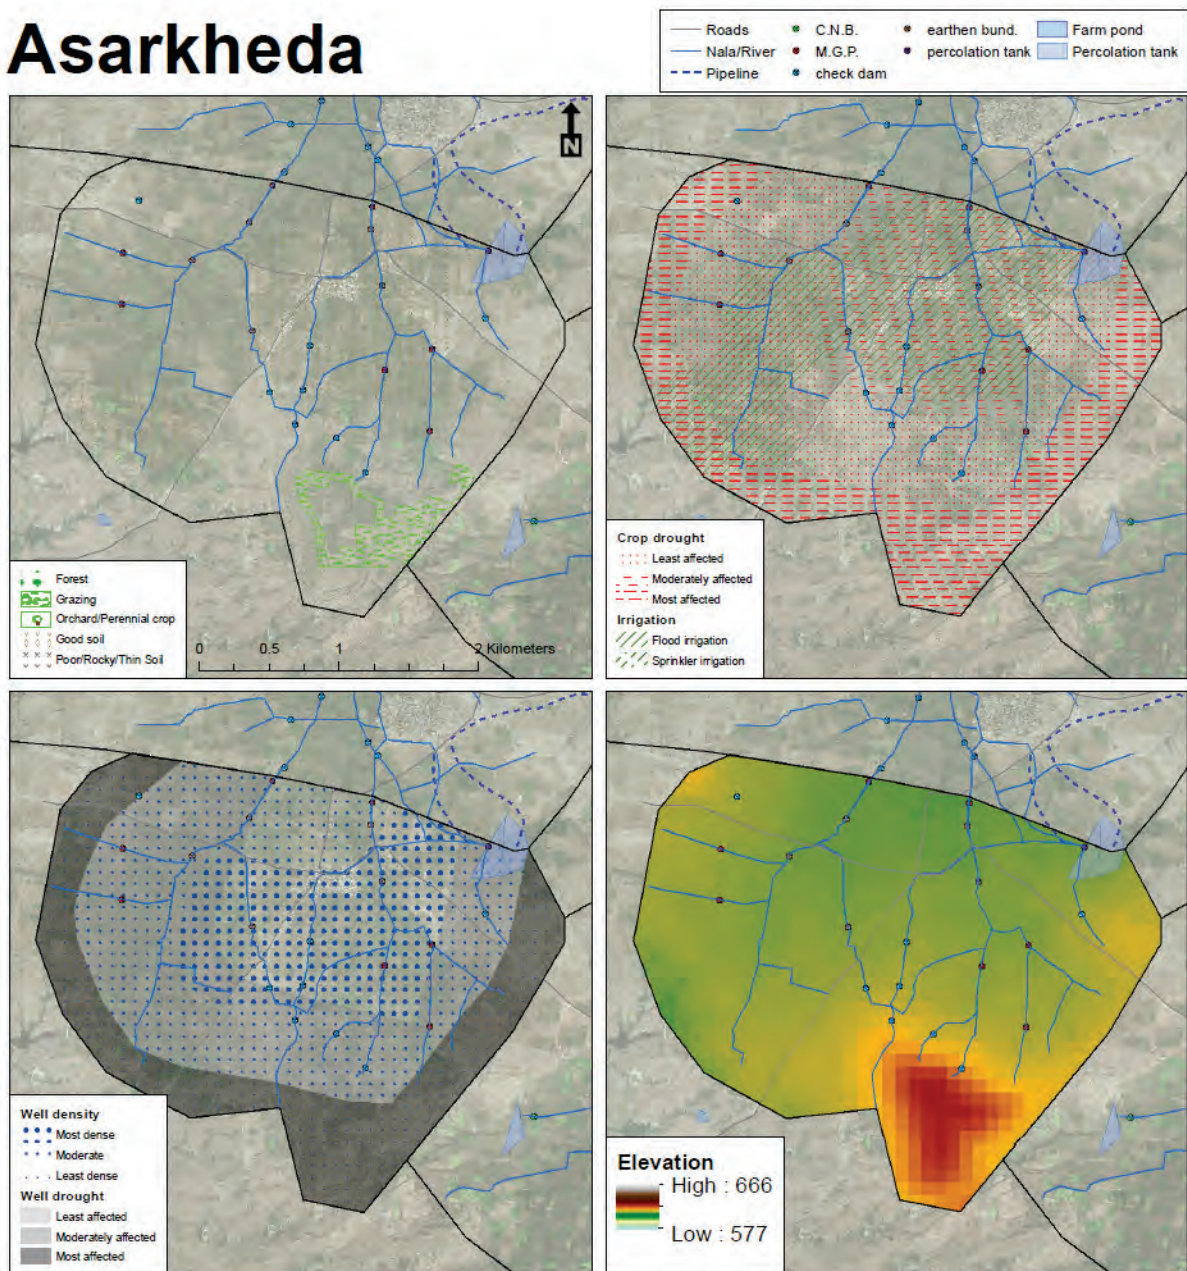 Asarkheda
Roads
C.N.B.
earthen bund.
Farm pond
Nala/River
M.G.P.
percolation tank
Percolation tank
Pipeline
check dam
N
Forest
Grazing
Orchard/Perennial crop
Good soil
Poor/Rocky/Thin Soil
0 0.5 1 2 Kilometers
Crop drought
Least affected
Moderately affected
Most affected
Irrigation
Flood irrigation
Sprinkler irrigation
Well density
Most dense
Moderate
Least dense
Well drought
Least affected
Moderately affected
Most affected
Elevation
High : 666
Low : 577